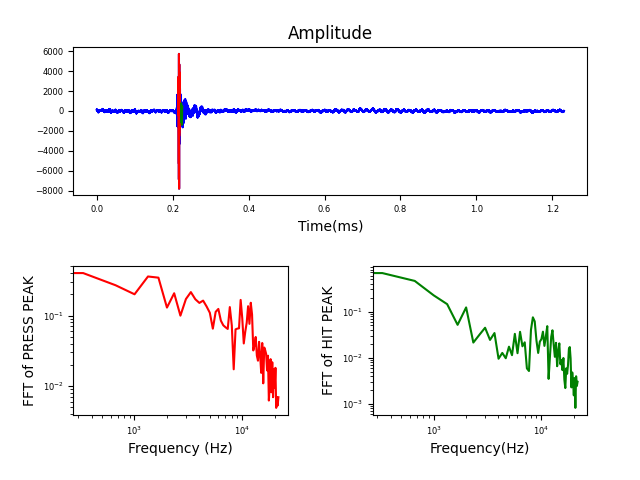 Amplitude
6000
4000
2000
0
−2000
−4000
−6000
−8000
0.0 0.2 0.4 0.6 0.8 1.0 1.2
Time(ms)
FFT of PRESS PEAK
10⁻¹
10⁻²
10³ 10⁴
Frequency (Hz)
FFT of HIT PEAK
10⁻¹
10⁻²
10⁻³
10³ 10⁴
Frequency(Hz)